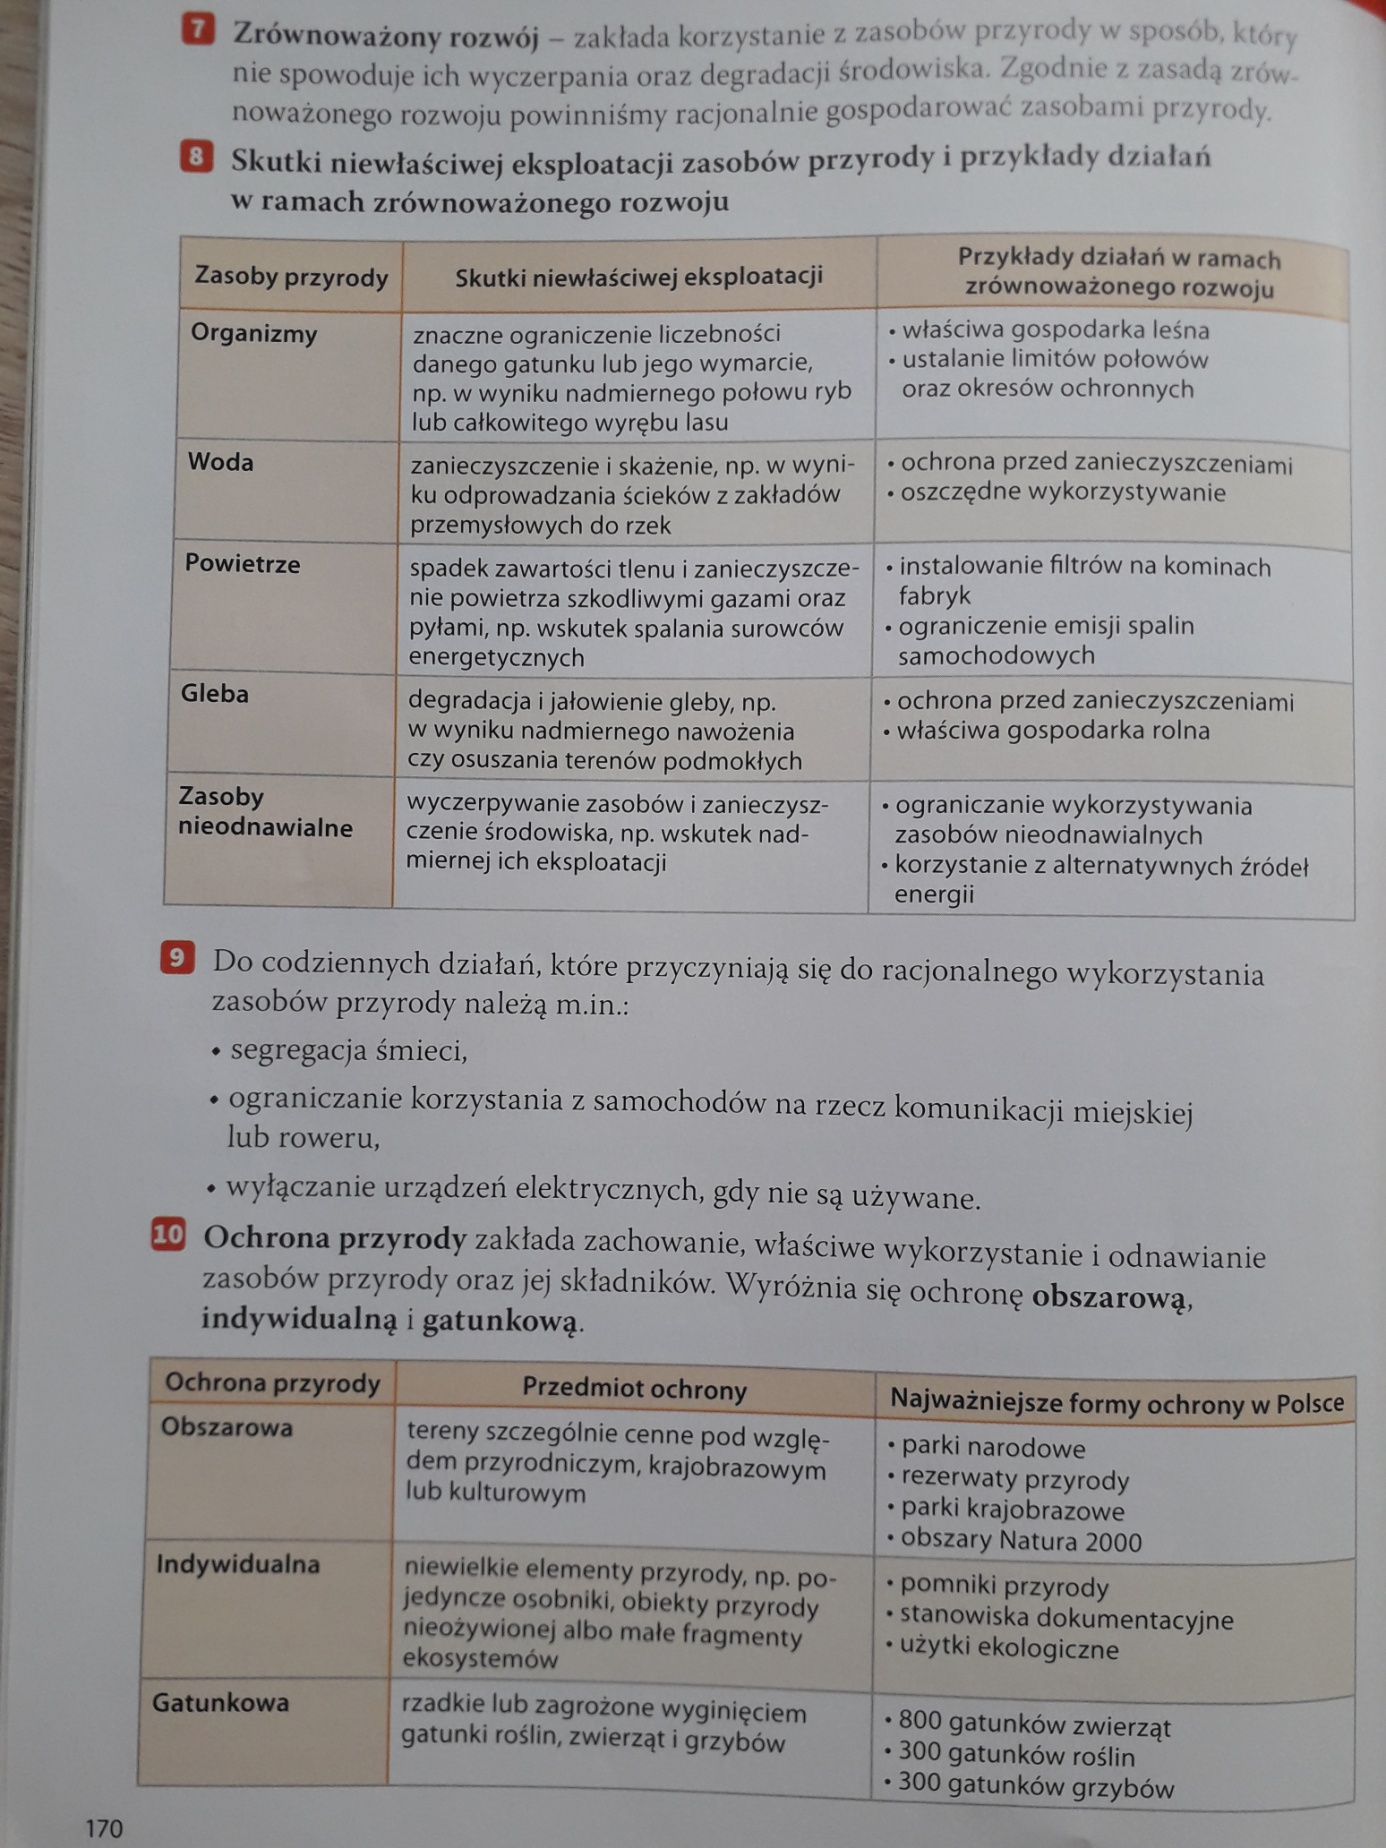 7 Zrównoważony rozwój – zakłada korzystanie z zasobów przyrody w sposób, który
nie spowoduje ich wyczerpania oraz degradacji środowiska. Zgodnie z zasadą zrów-
noważonego rozwoju powinniśmy racjonalnie gospodarować zasobami przyrody.
8 Skutki niewłaściwej eksploatacji zasobów przyrody i przykłady działań
w ramach zrównoważonego rozwoju
Zasoby przyrody
Skutki niewłaściwej eksploatacji
Przykłady działań w ramach
zrównoważonego rozwoju
Organizmy
znaczne ograniczenie liczebności
danego gatunku lub jego wymarcie,
np. w wyniku nadmiernego połowu ryb
lub całkowitego wyrębu lasu
• właściwa gospodarka leśna
• ustalanie limitów połowów
oraz okresów ochronnych
Woda
zanieczyszczenie i skażenie, np. w wyni-
ku odprowadzania ścieków z zakładów
przemysłowych do rzek
• ochrona przed zanieczyszczeniami
• oszczędne wykorzystywanie
Powietrze
spadek zawartości tlenu i zanieczyszcze-
nie powietrza szkodliwymi gazami oraz
pyłami, np. wskutek spalania surowców
energetycznych
• instalowanie filtrów na kominach
fabryk
• ograniczenie emisji spalin
samochodowych
Gleba
degradacja i jałowienie gleby, np.
w wyniku nadmiernego nawożenia
czy osuszania terenów podmokłych
• ochrona przed zanieczyszczeniami
• właściwa gospodarka rolna
Zasoby
nieodnawialne
wyczerpywanie zasobów i zanieczysz-
czenie środowiska, np. wskutek nad-
miernej ich eksploatacji
• ograniczanie wykorzystywania
zasobów nieodnawialnych
• korzystanie z alternatywnych źródeł
energii
9 Do codziennych działań, które przyczyniają się do racjonalnego wykorzystania
zasobów przyrody należą m.in.:
• segregacja śmieci,
• ograniczanie korzystania z samochodów na rzecz komunikacji miejskiej
lub roweru,
• wyłączanie urządzeń elektrycznych, gdy nie są używane.
10 Ochrona przyrody zakłada zachowanie, właściwe wykorzystanie i odnawianie
zasobów przyrody oraz jej składników. Wyróżnia się ochronę obszarową,
indywidualną i gatunkową.
Ochrona przyrody
Przedmiot ochrony
Najważniejsze formy ochrony w Polsce
Obszarowa
tereny szczególnie cenne pod wzglę-
dem przyrodniczym, krajobrazowym
lub kulturowym
• parki narodowe
• rezerwaty przyrody
• parki krajobrazowe
• obszary Natura 2000
Indywidualna
niewielkie elementy przyrody, np. po-
jedyncze osobniki, obiekty przyrody
nieożywionej albo małe fragmenty
ekosystemów
• pomniki przyrody
• stanowiska dokumentacyjne
• użytki ekologiczne
Gatunkowa
rzadkie lub zagrożone wyginięciem
gatunki roślin, zwierząt i grzybów
• 800 gatunków zwierząt
• 300 gatunków roślin
• 300 gatunków grzybów
170